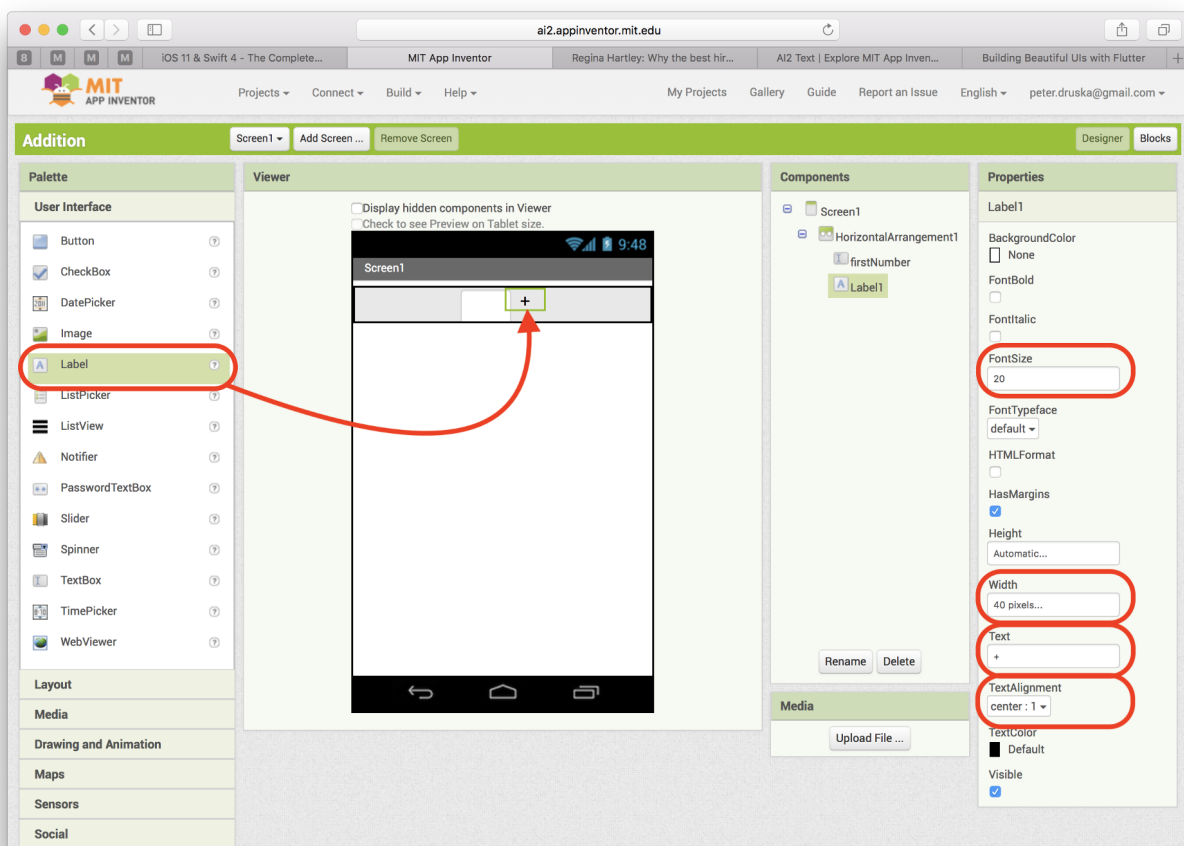 ai2.appinventor.mit.edu
8 M M M iOS 11 & Swift 4 - The Complete... MIT App Inventor Regina Hartley: Why the best hir... AI2 Text | Explore MIT App Inven... Building Beautiful UIs with Flutter +
MIT
APP INVENTOR
Projects Connect Build Help My Projects Gallery Guide Report an Issue English peter.druska@gmail.com
Addition Screen1 Add Screen ... Remove Screen Designer Blocks
Palette
User Interface
Button ?
CheckBox ?
DatePicker ?
Image ?
A Label ?
ListPicker ?
ListView ?
Notifier ?
PasswordTextBox ?
Slider ?
Spinner ?
TextBox ?
TimePicker ?
WebViewer ?
Layout
Media
Drawing and Animation
Maps
Sensors
Social
Viewer
Display hidden components in Viewer
Check to see Preview on Tablet size.
9:48
Screen1
+
Components
Screen1
HorizontalArrangement1
firstNumber
A Label1
Rename Delete
Media
Upload File ...
Properties
Label1
BackgroundColor
None
FontBold
FontItalic
FontSize
20
FontTypeface
default
HTMLFormat
HasMargins
Height
Automatic...
Width
40 pixels...
Text
+
TextAlignment
center : 1
TextColor
Default
Visible